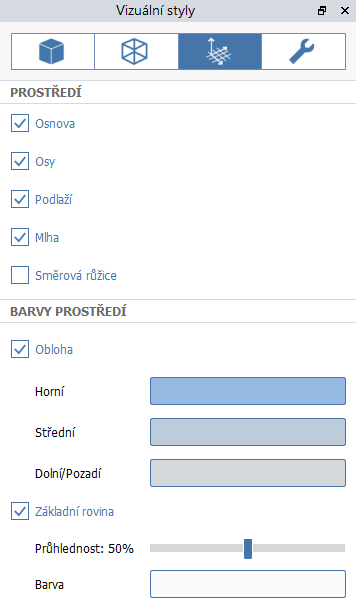 Vizuální styly
PROSTŘEDÍ
Osnova
Osy
Podlaží
Mlha
Směrová růžice
BARVY PROSTŘEDÍ
Obloha
Horní
Střední
Dolní/Pozadí
Základní rovina
Průhlednost: 50%
Barva